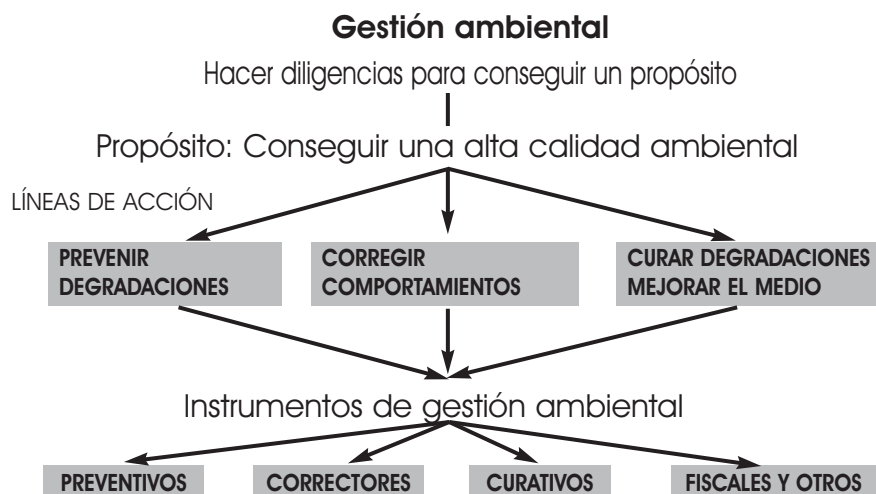 Gestión ambiental
Hacer diligencias para conseguir un propósito
Propósito: Conseguir una alta calidad ambiental
LÍNEAS DE ACCIÓN
PREVENIR
DEGRADACIONES
CORREGIR
COMPORTAMIENTOS
CURAR DEGRADACIONES
MEJORAR EL MEDIO
Instrumentos de gestión ambiental
PREVENTIVOS
CORRECTORES
CURATIVOS
FISCALES Y OTROS